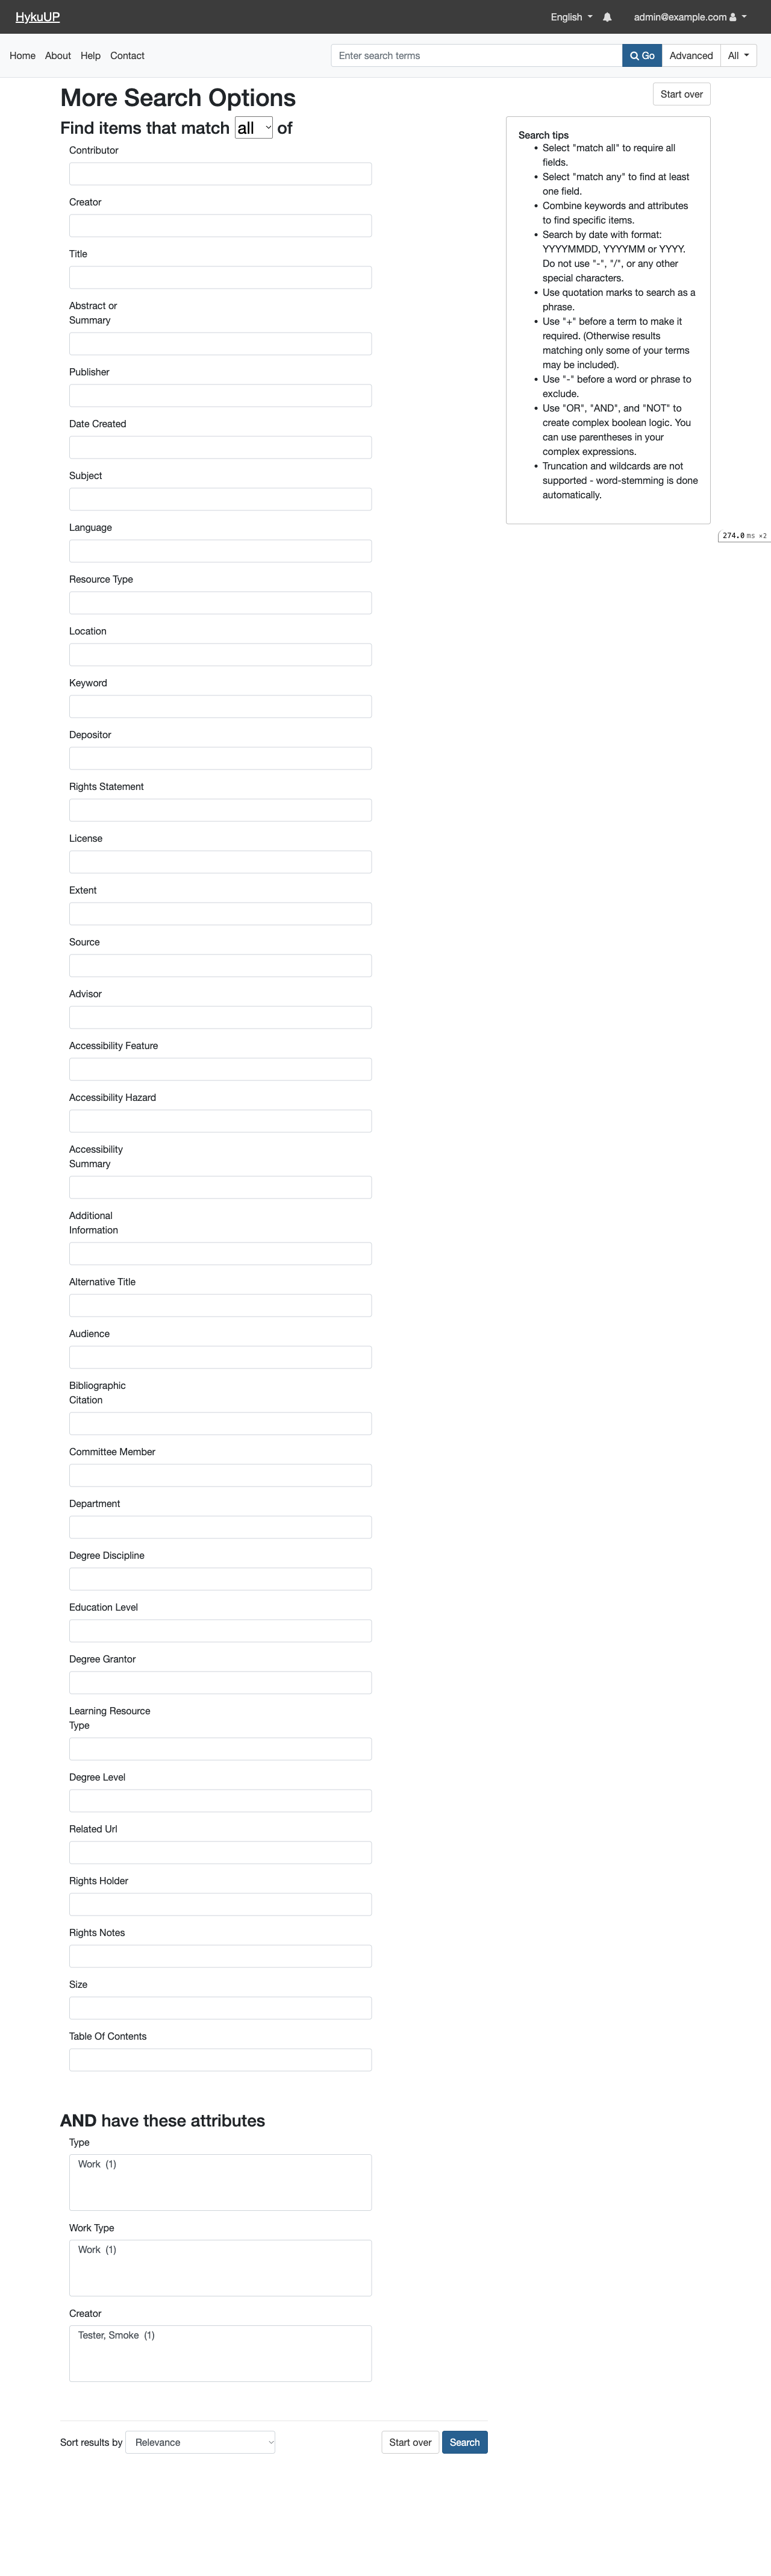 HykuUP
English
admin@example.com
Home About Help Contact
Enter search terms
Go
Advanced
All
More Search Options
Start over
Find items that match all of
Contributor
Creator
Title
Abstract or
Summary
Publisher
Date Created
Subject
Language
Resource Type
Location
Keyword
Depositor
Rights Statement
License
Extent
Source
Advisor
Accessibility Feature
Accessibility Hazard
Accessibility
Summary
Additional
Information
Alternative Title
Audience
Bibliographic
Citation
Committee Member
Department
Degree Discipline
Education Level
Degree Grantor
Learning Resource
Type
Degree Level
Related Url
Rights Holder
Rights Notes
Size
Table Of Contents
Search tips
• Select "match all" to require all
fields.
• Select "match any" to find at least
one field.
• Combine keywords and attributes
to find specific items.
• Search by date with format:
YYYYMMDD, YYYYMM or YYYY.
Do not use "-", "/", or any other
special characters.
• Use quotation marks to search as a
phrase.
• Use "+" before a term to make it
required. (Otherwise results
matching only some of your terms
may be included).
• Use "-" before a word or phrase to
exclude.
• Use "OR", "AND", and "NOT" to
create complex boolean logic. You
can use parentheses in your
complex expressions.
• Truncation and wildcards are not
supported - word-stemming is done
automatically.
274.0 ms ×2
AND have these attributes
Type
Work (1)
Work Type
Work (1)
Creator
Tester, Smoke (1)
Sort results by Relevance
Start over
Search